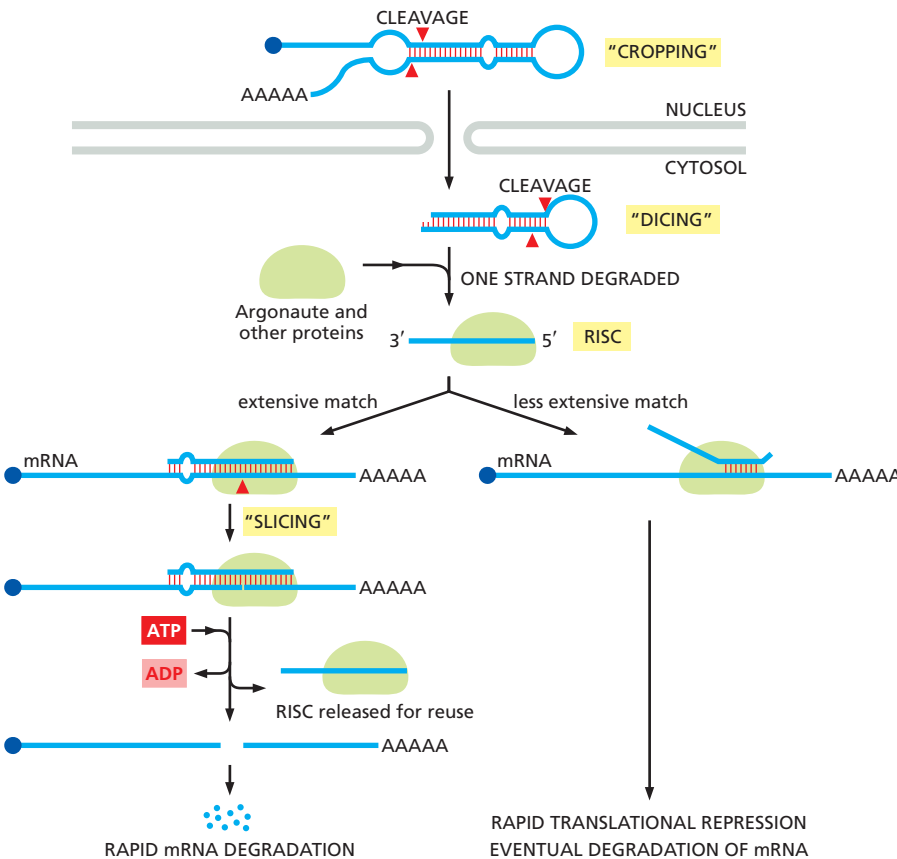 CLEAVAGE
“CROPPING”
AAAAA
NUCLEUS
CYTOSOL
CLEAVAGE
“DICING”
ONE STRAND DEGRADED
Argonaute and
other proteins
3′
5′
RISC
extensive match
less extensive match
mRNA
AAAAA
mRNA
AAAAA
“SLICING”
AAAAA
ATP
ADP
RISC released for reuse
AAAAA
RAPID mRNA DEGRADATION
RAPID TRANSLATIONAL REPRESSION
EVENTUAL DEGRADATION OF mRNA